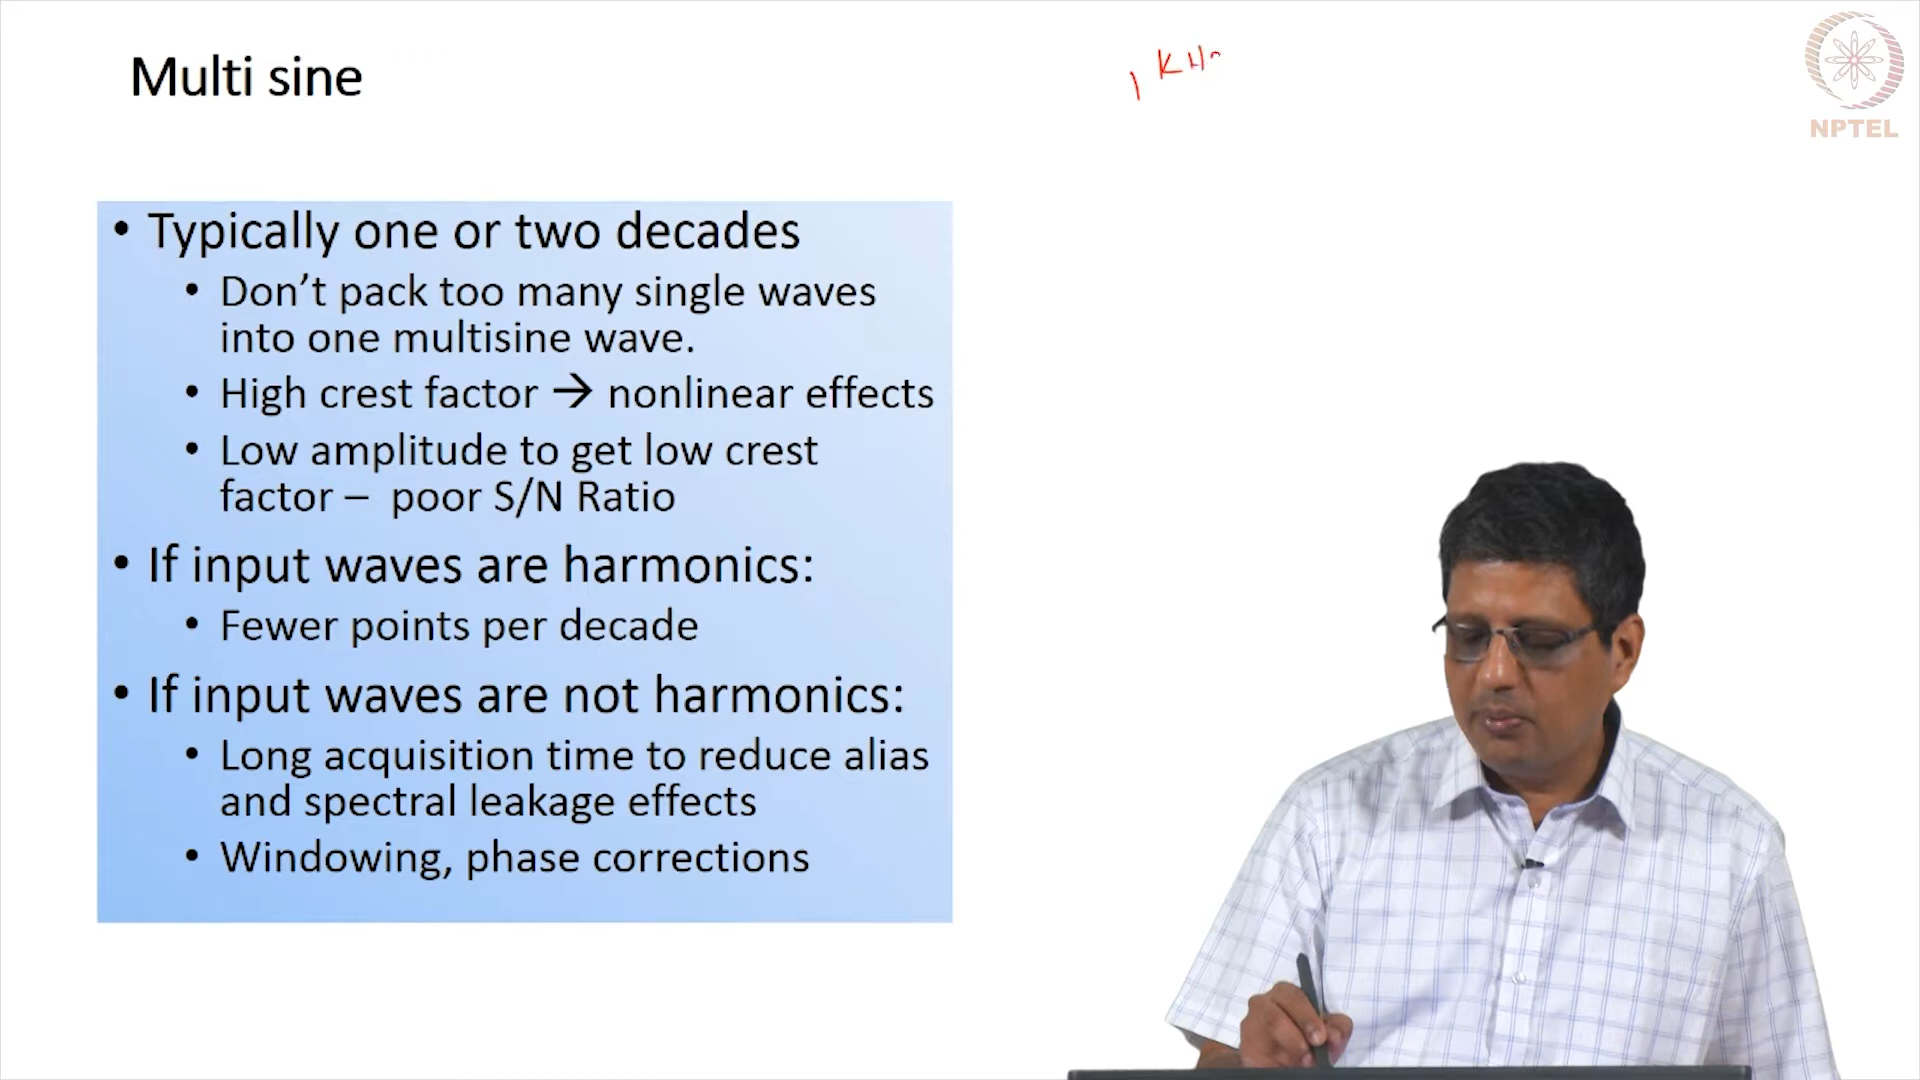 Multi sine
1 KHz
NPTEL
• Typically one or two decades
• Don't pack too many single waves
into one multisine wave.
• High crest factor → nonlinear effects
• Low amplitude to get low crest
factor – poor S/N Ratio
• If input waves are harmonics:
• Fewer points per decade
• If input waves are not harmonics:
• Long acquisition time to reduce alias
and spectral leakage effects
• Windowing, phase corrections